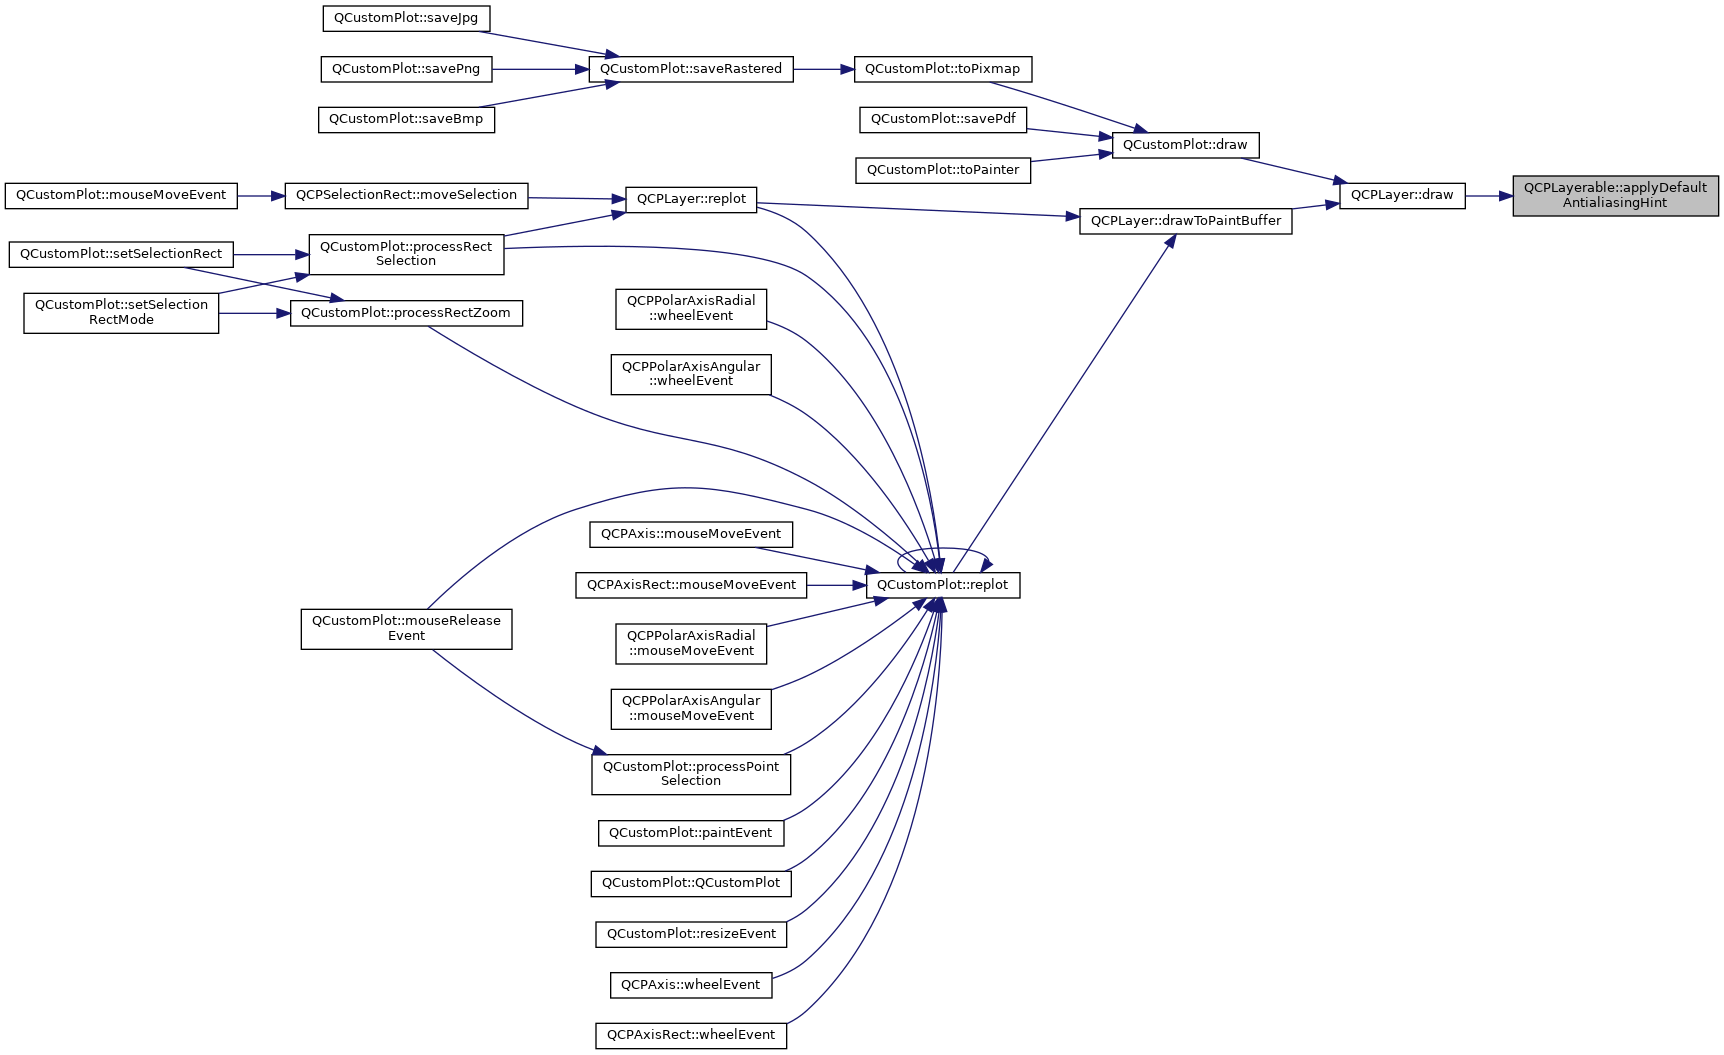 QCustomPlot::saveJpg
QCustomPlot::savePng
QCustomPlot::saveRastered
QCustomPlot::toPixmap
QCustomPlot::saveBmp
QCustomPlot::savePdf
QCustomPlot::draw
QCustomPlot::toPainter
QCustomPlot::mouseMoveEvent
QCPSelectionRect::moveSelection
QCPLayer::replot
QCPLayer::draw
QCPLayerable::applyDefault
AntialiasingHint
QCPLayer::drawToPaintBuffer
QCustomPlot::setSelectionRect
QCustomPlot::processRect
Selection
QCustomPlot::setSelection
RectMode
QCustomPlot::processRectZoom
QCPPolarAxisRadial
::wheelEvent
QCPPolarAxisAngular
::wheelEvent
QCPAxis::mouseMoveEvent
QCPAxisRect::mouseMoveEvent
QCustomPlot::replot
QCustomPlot::mouseRelease
Event
QCPPolarAxisRadial
::mouseMoveEvent
QCPPolarAxisAngular
::mouseMoveEvent
QCustomPlot::processPoint
Selection
QCustomPlot::paintEvent
QCustomPlot::QCustomPlot
QCustomPlot::resizeEvent
QCPAxis::wheelEvent
QCPAxisRect::wheelEvent